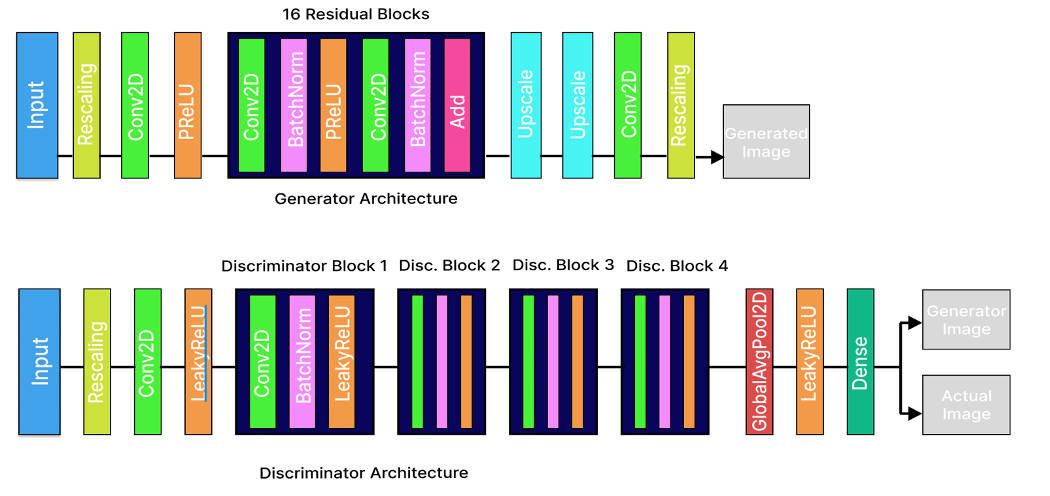 16 Residual Blocks
Input
Rescaling
Conv2D
PReLU
Conv2D
BatchNorm
PReLU
Conv2D
BatchNorm
Add
Upscale
Upscale
Conv2D
Rescaling
Generated
Image
Generator Architecture
Discriminator Block 1
Disc. Block 2
Disc. Block 3
Disc. Block 4
Input
Rescaling
Conv2D
LeakyReLU
Conv2D
BatchNorm
LeakyReLU
GlobalAvgPool2D
LeakyReLU
Dense
Generator
Image
Actual
Image
Discriminator Architecture